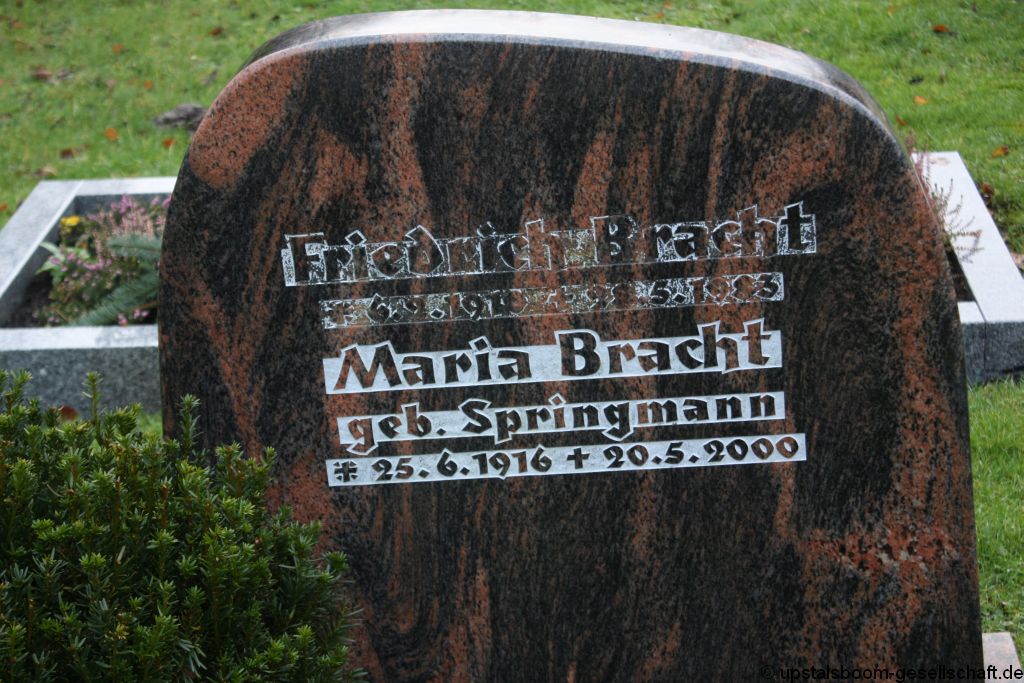 Friedrich Bracht
Maria Bracht
geb. Springmann
* 25.6.1916 + 20.5.2000
© upstalsboom-gesellschaft.de